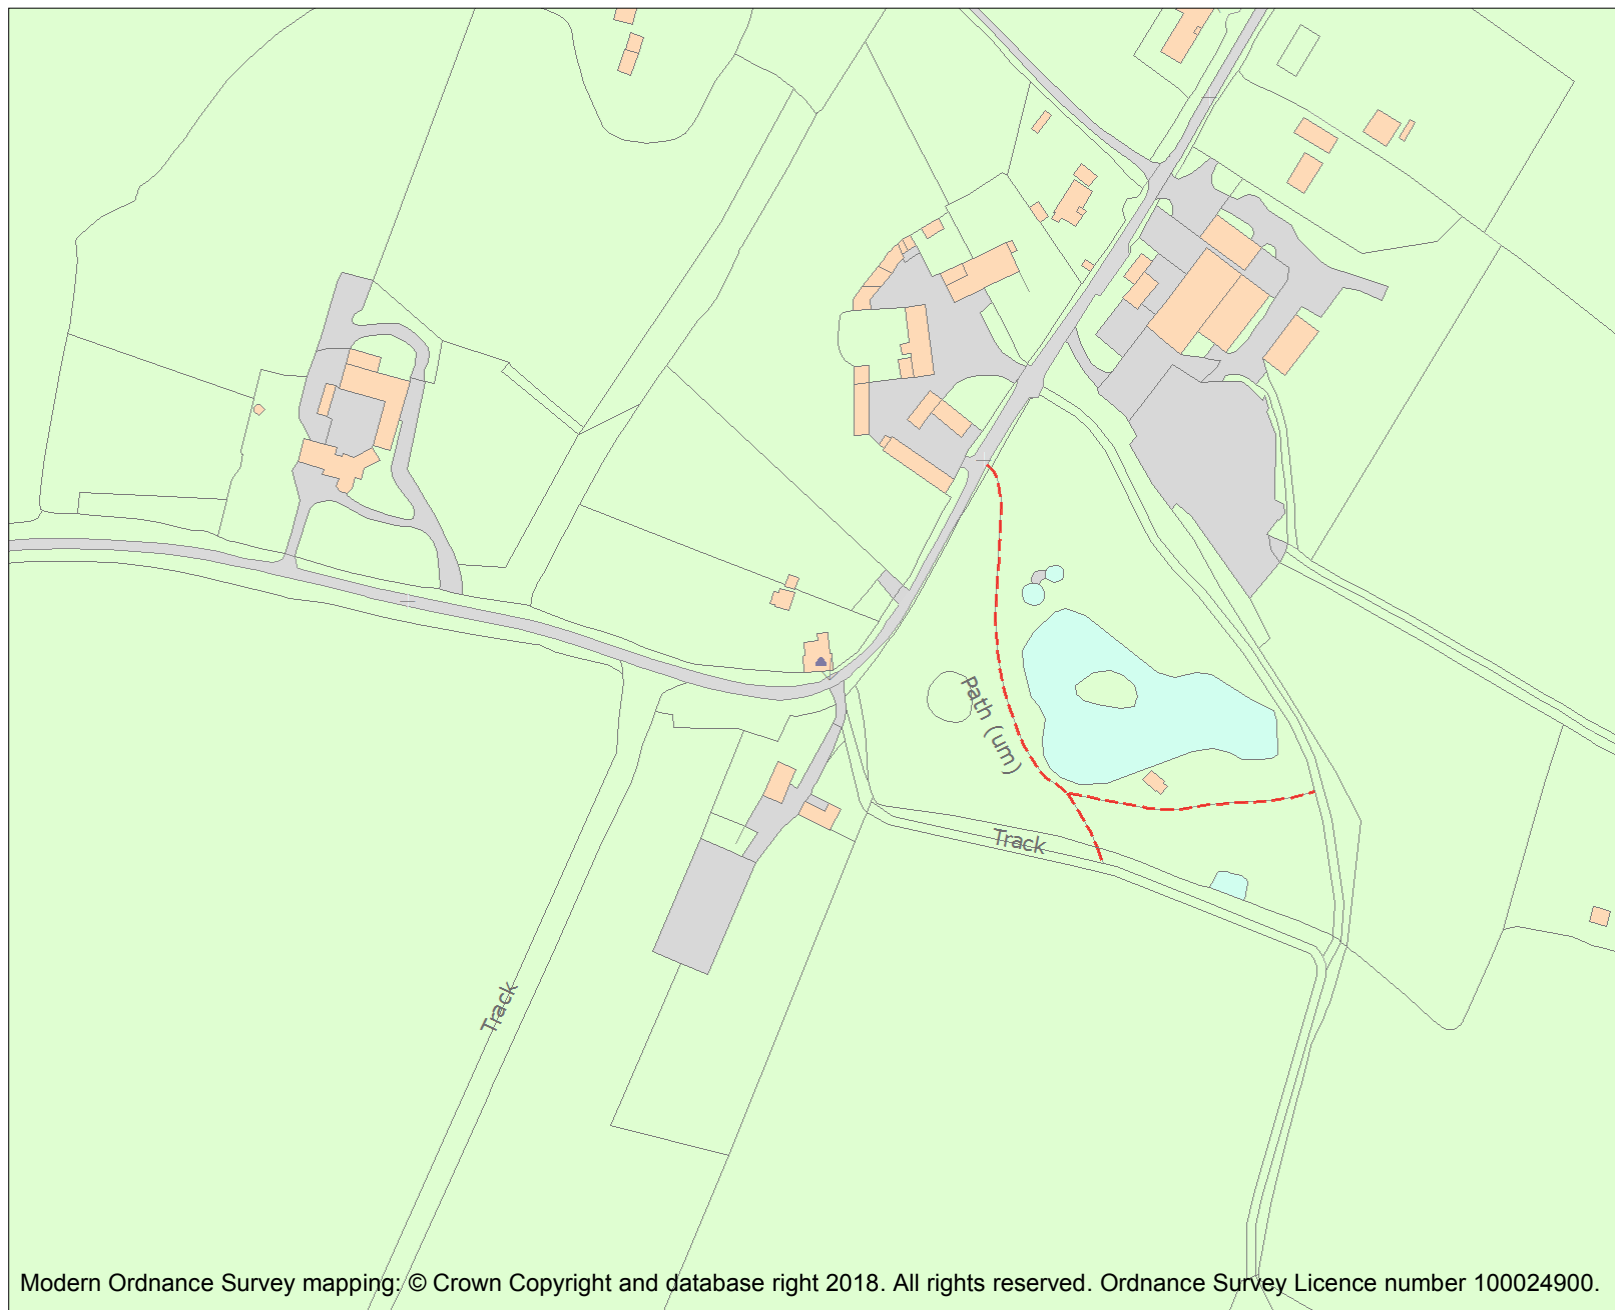 Path (um)
Track
Track
Modern Ordnance Survey mapping: © Crown Copyright and database right 2018. All rights reserved. Ordnance Survey Licence number 100024900.